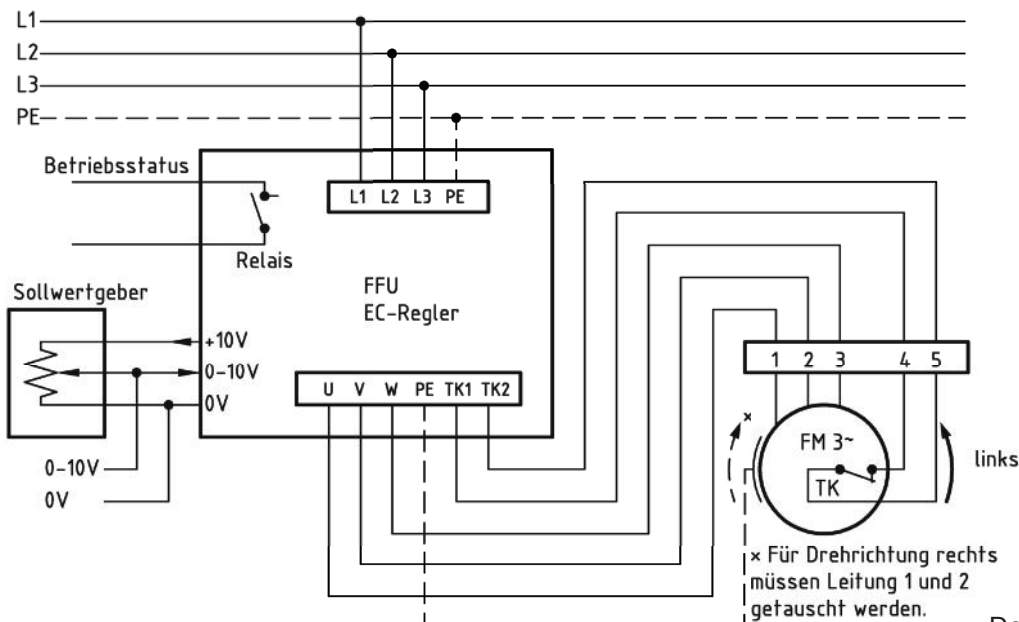 L1
L2
L3
PE
Betriebsstatus
L1 L2 L3 PE
Relais
Sollwertgeber
FFU
EC-Regler
+10V
0-10V
0V
U V W PE TK1 TK2
0-10V
0V
1 2 3 4 5
×
FM 3~
TK
links
× Für Drehrichtung rechts
müssen Leitung 1 und 2
getauscht werden.